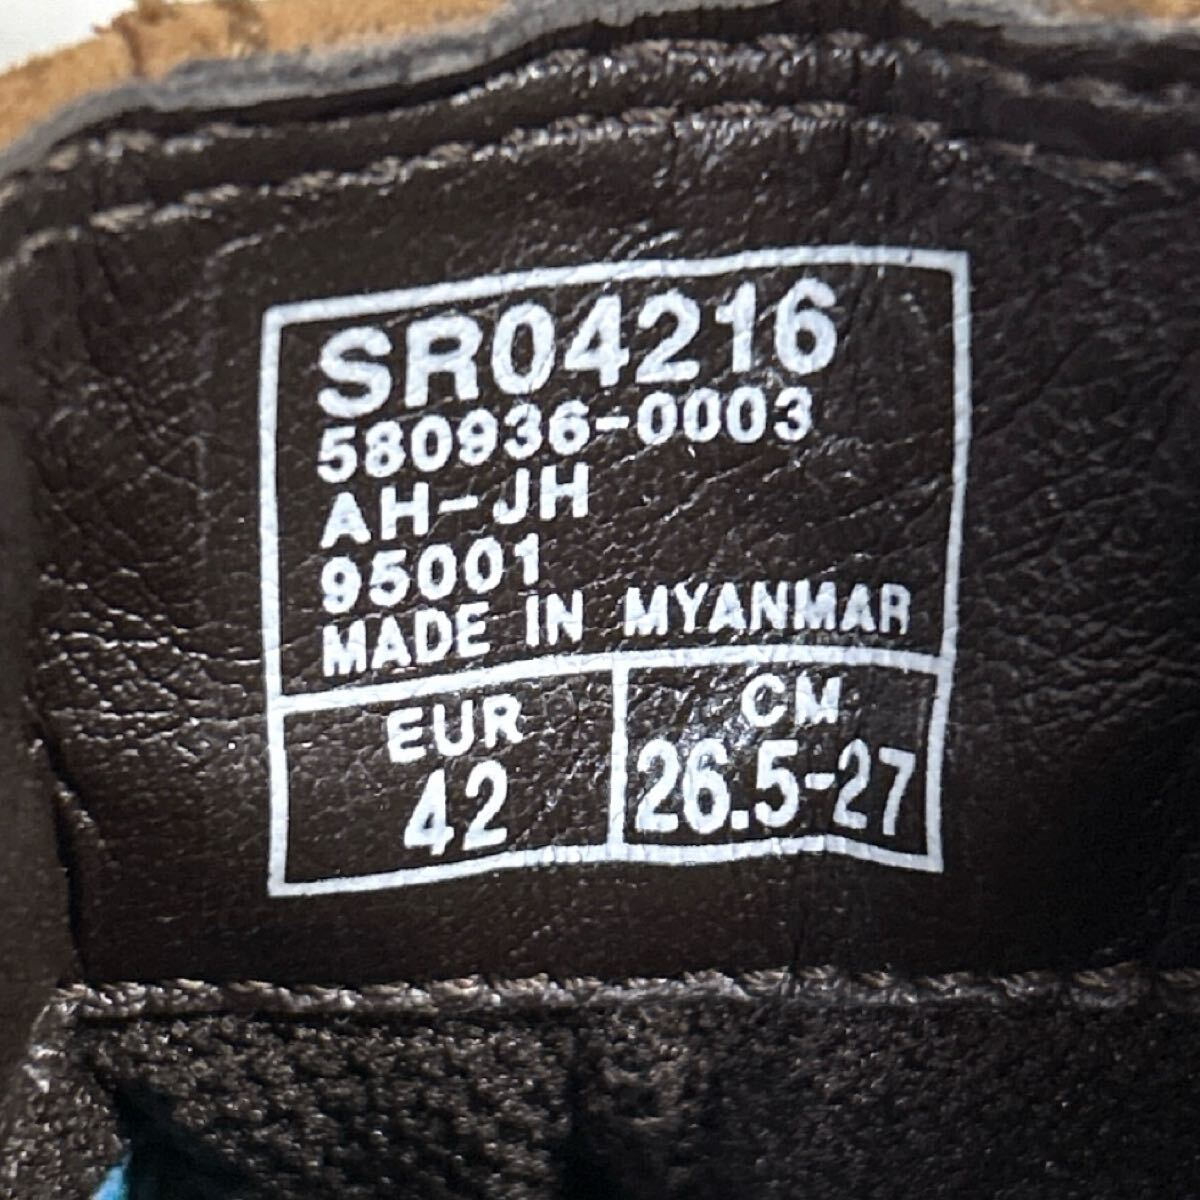 SR04216
580936-0003
AH-JH
95001
MADE IN MYANMAR
EUR
42
CM
26.5-27